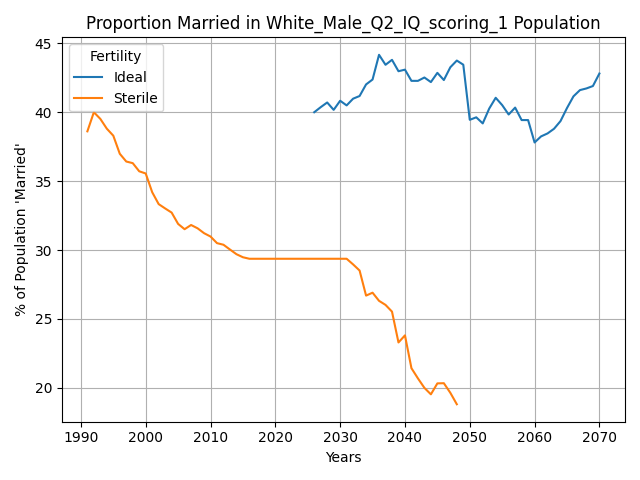 Proportion Married in White_Male_Q2_IQ_scoring_1 Population
Fertility
Ideal
Sterile
% of Population 'Married'
45
40
35
30
25
20
1990 2000 2010 2020 2030 2040 2050 2060 2070
Years